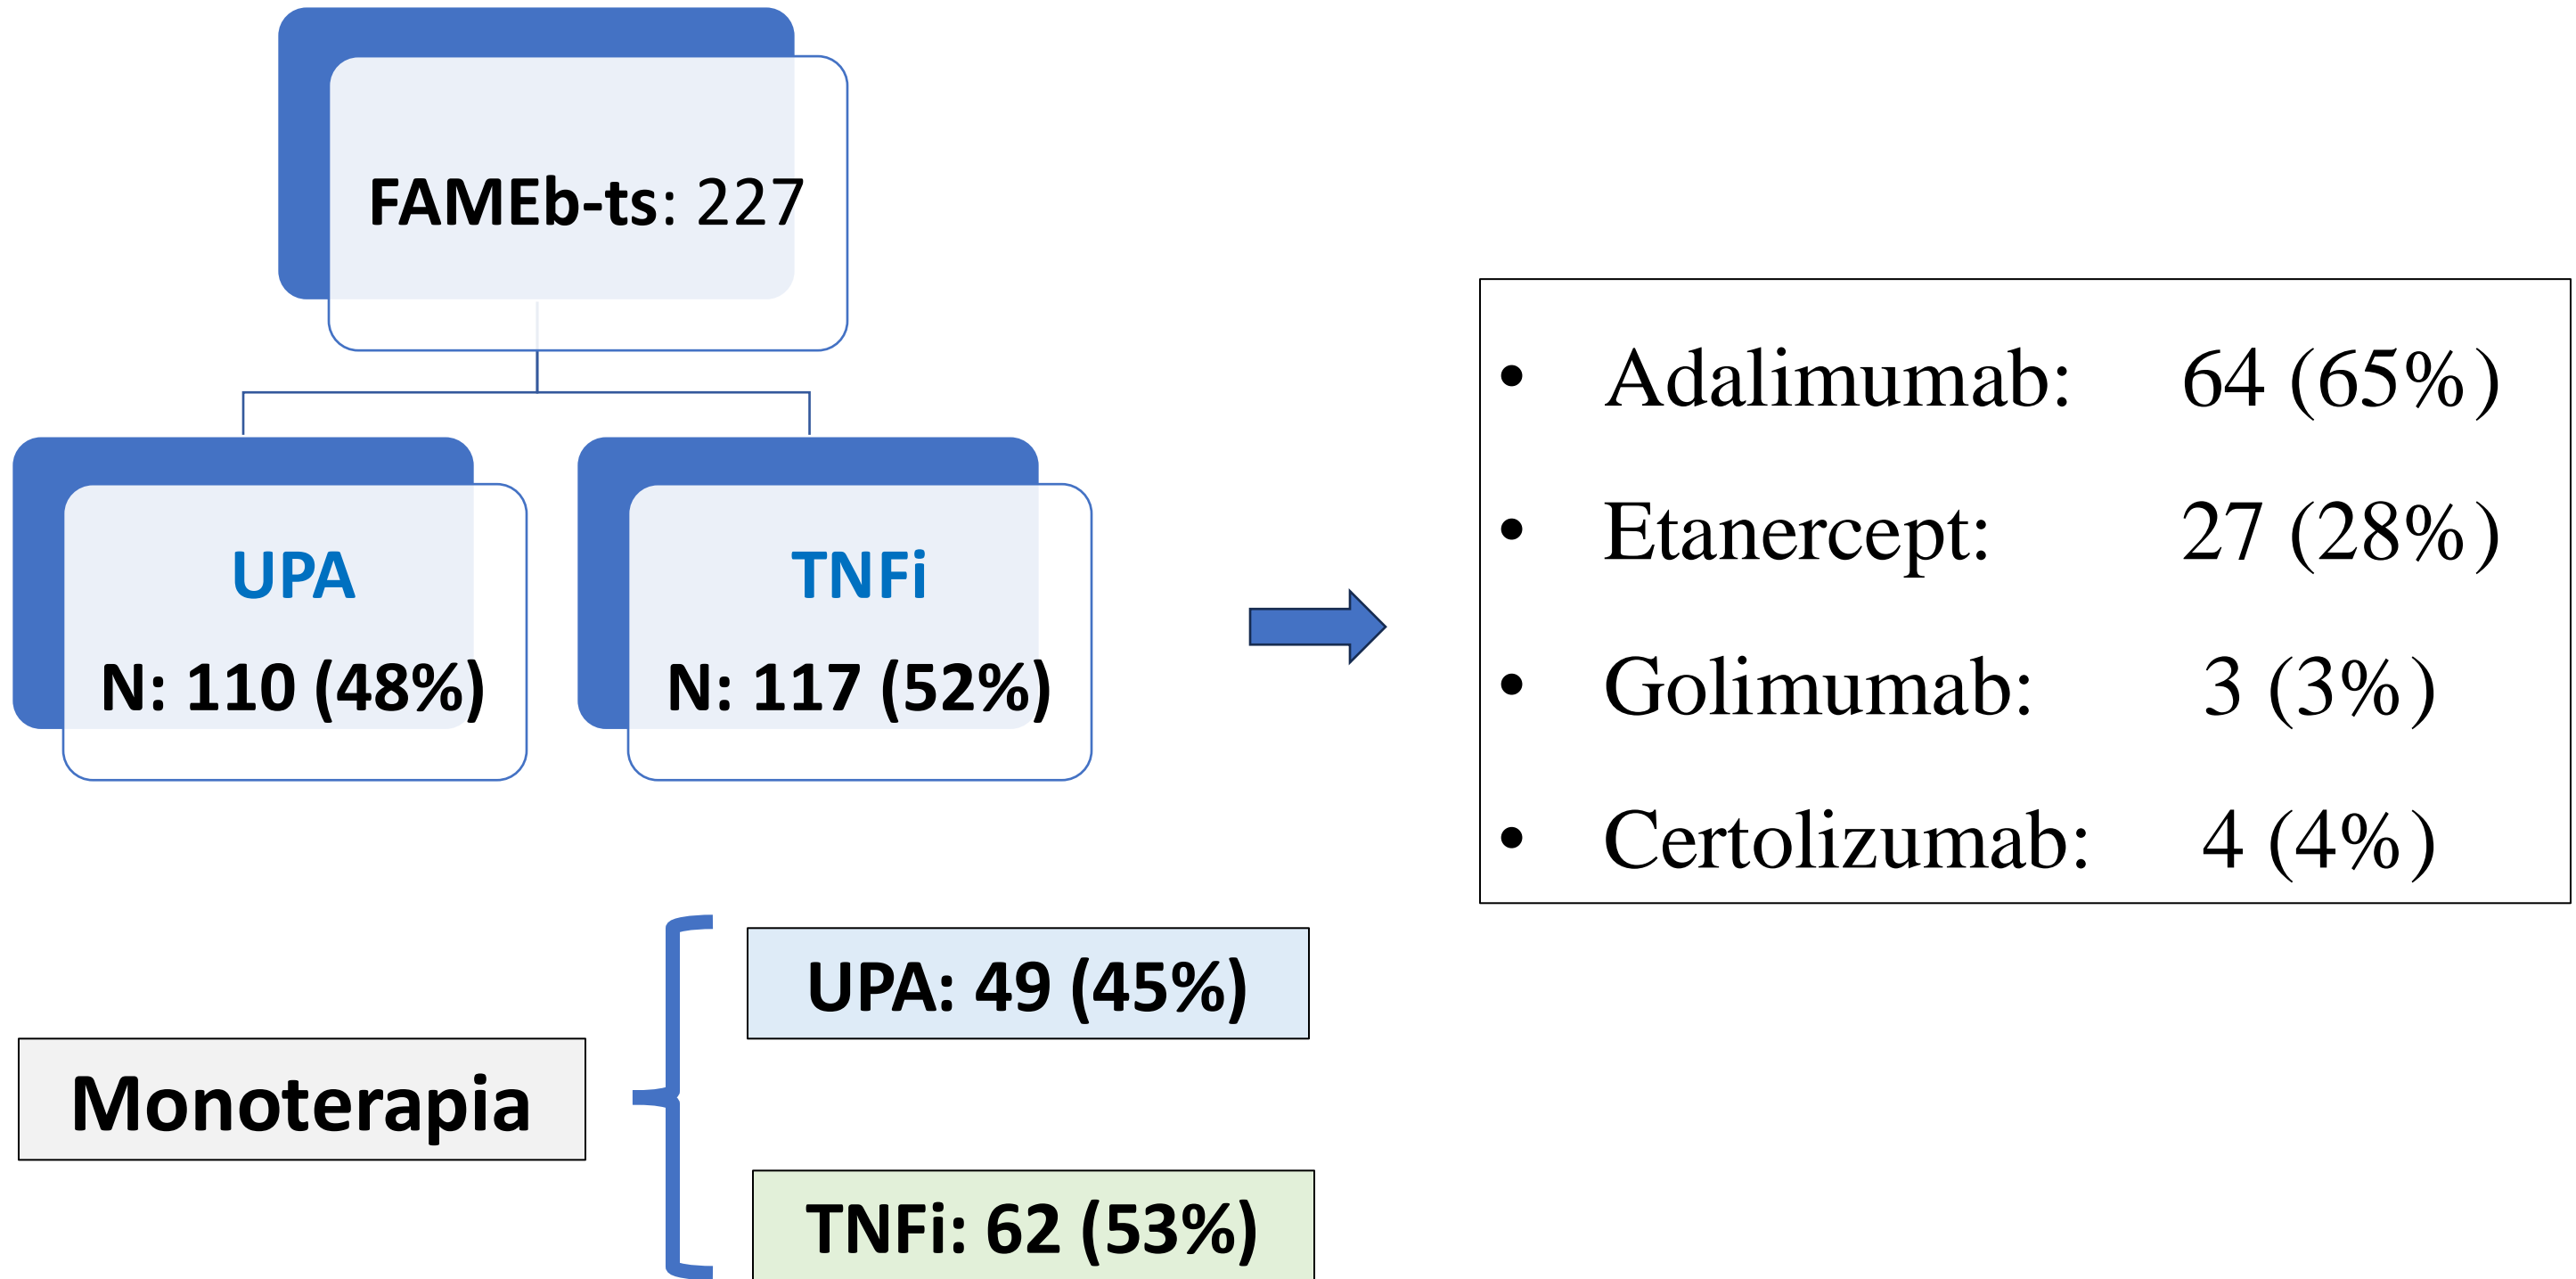 FAMEb-ts: 227
UPA
N: 110 (48%)
TNFi
N: 117 (52%)
• Adalimumab: 64 (65%)
• Etanercept: 27 (28%)
• Golimumab: 3 (3%)
• Certolizumab: 4 (4%)
Monoterapia
UPA: 49 (45%)
TNFi: 62 (53%)